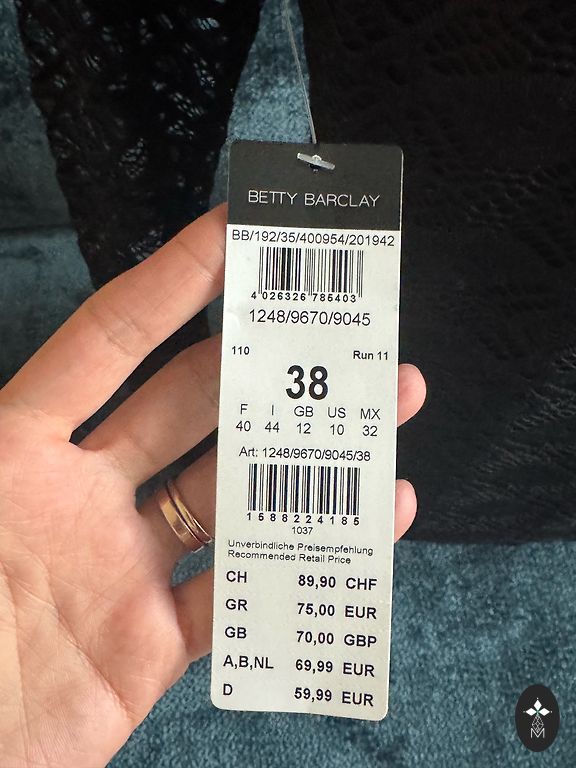 BETTY BARCLAY
BB/192/35/400954/201942
4 026326 785403
1248/9670/9045
110 Run 11
38
F I GB US MX
40 44 12 10 32
Art: 1248/9670/9045/38
1588224185
1037
Unverbindliche Preisempfehlung
Recommended Retail Price
CH 89,90 CHF
GR 75,00 EUR
GB 70,00 GBP
A,B,NL 69,99 EUR
D 59,99 EUR
M